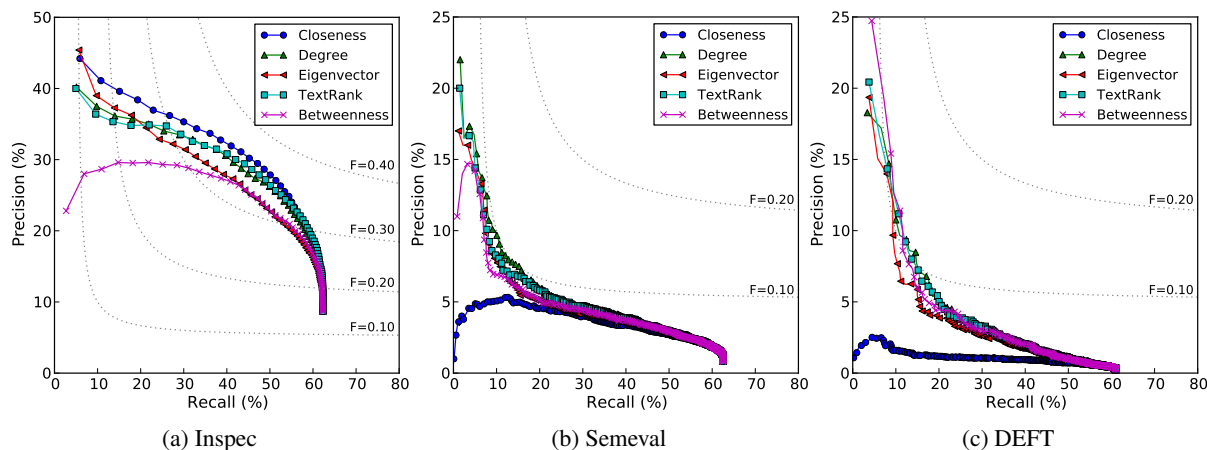 50
40
30
20
10
0
Precision (%)
0 10 20 30 40 50 60 70 80
Recall (%)
Closeness
Degree
Eigenvector
TextRank
Betweenness
F=0.40
F=0.30
F=0.20
F=0.10
(a) Inspec
25
20
15
10
5
0
Precision (%)
0 10 20 30 40 50 60 70 80
Recall (%)
Closeness
Degree
Eigenvector
TextRank
Betweenness
F=0.20
F=0.10
(b) Semeval
25
20
15
10
5
0
Precision (%)
0 10 20 30 40 50 60 70 80
Recall (%)
Closeness
Degree
Eigenvector
TextRank
Betweenness
F=0.20
F=0.10
(c) DEFT